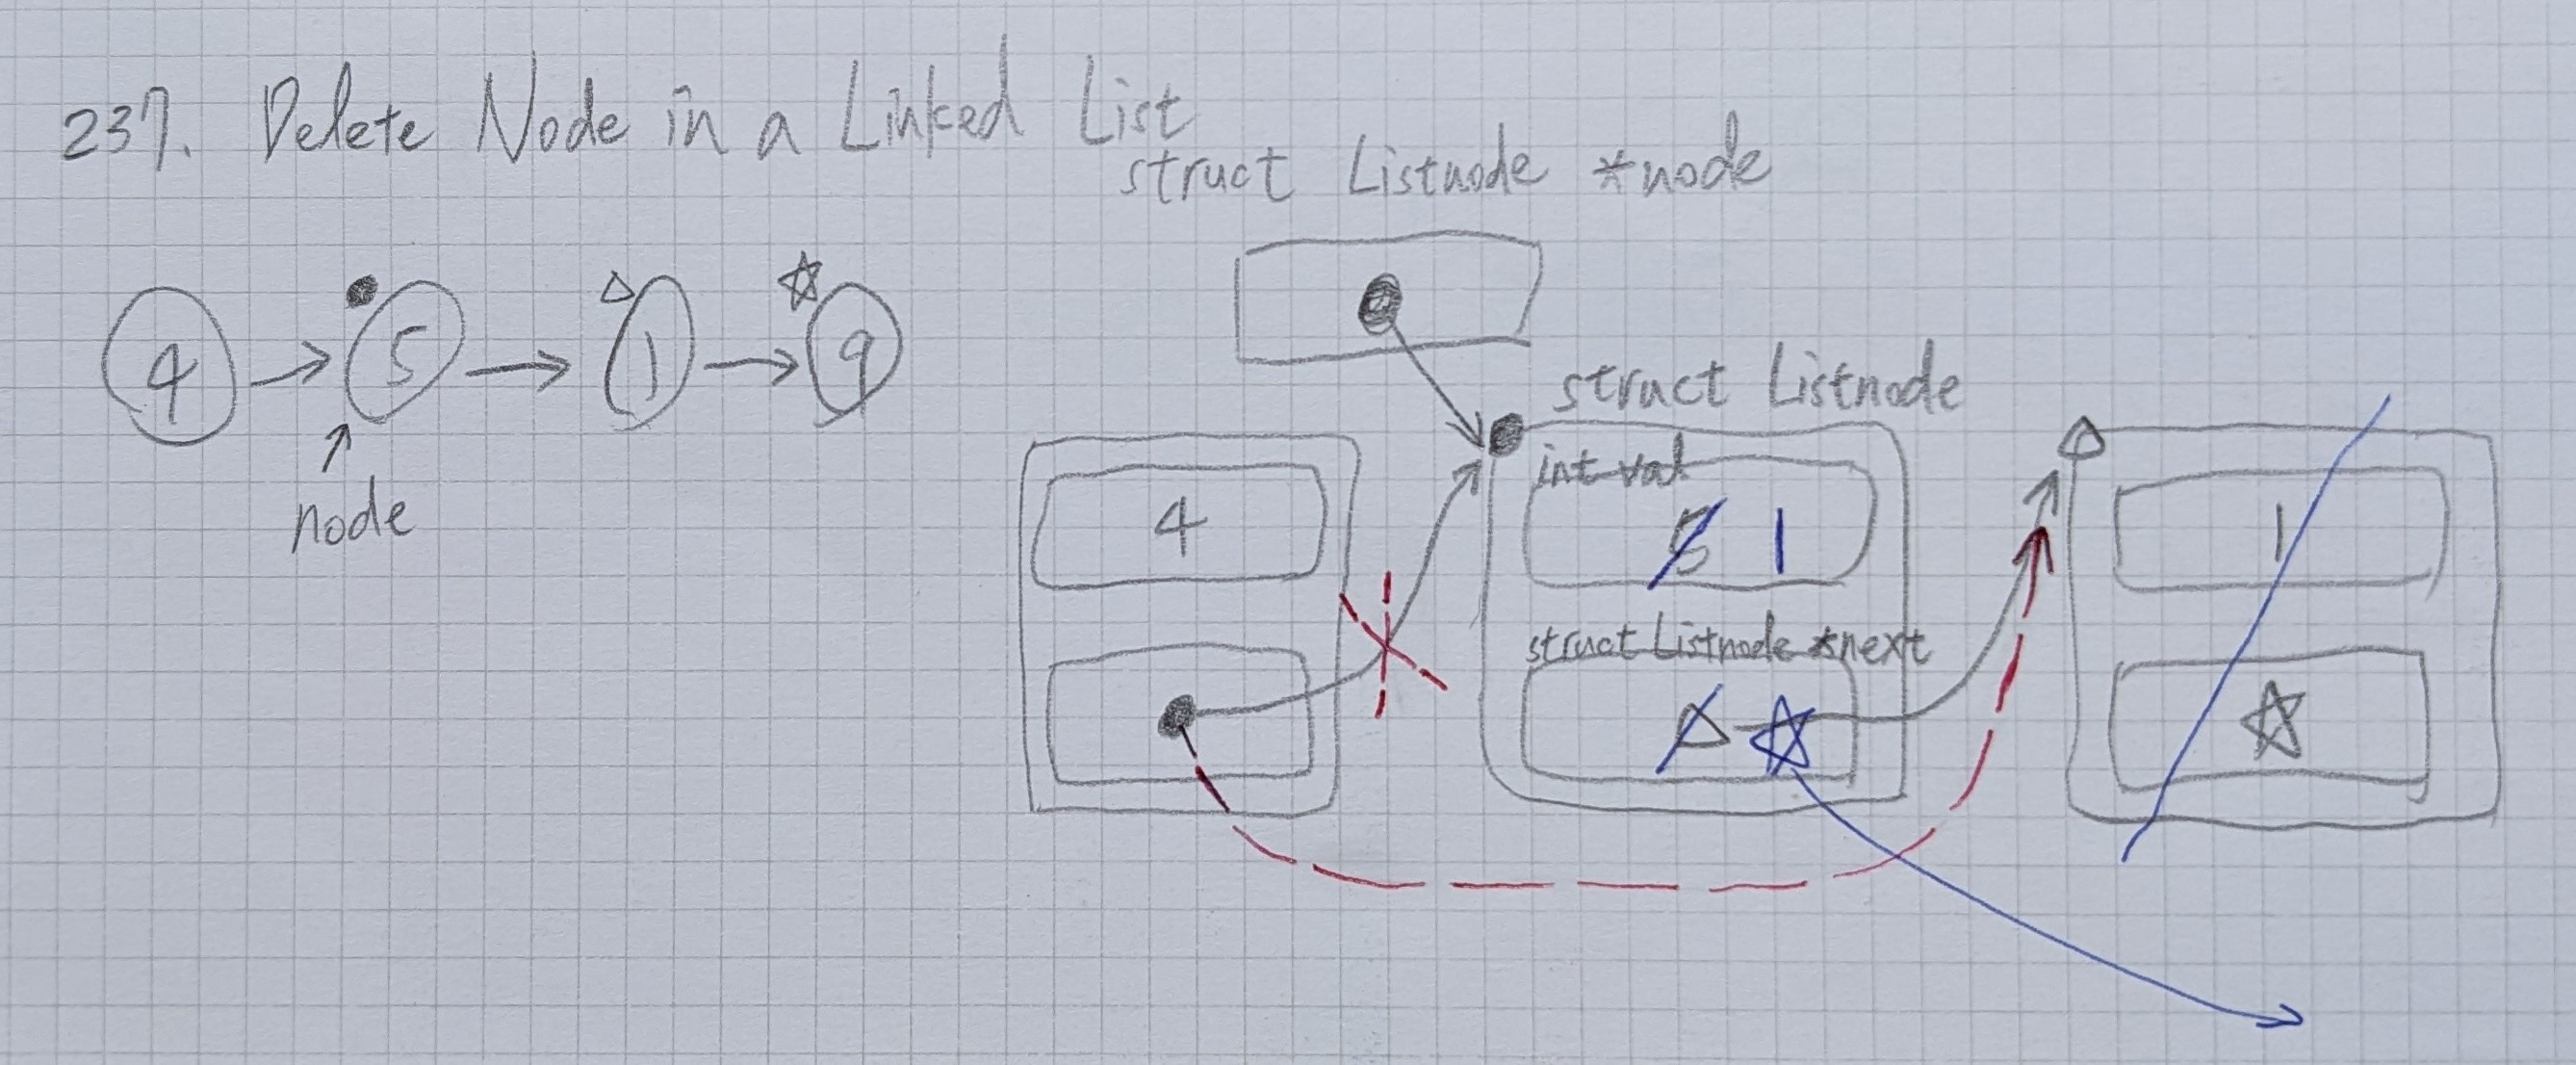 237. Delete Node in a Linked List
struct Listnode *node
4 → 5 → 1 → 9
node
struct Listnode
int val
4
5 1
1
struct Listnode *next